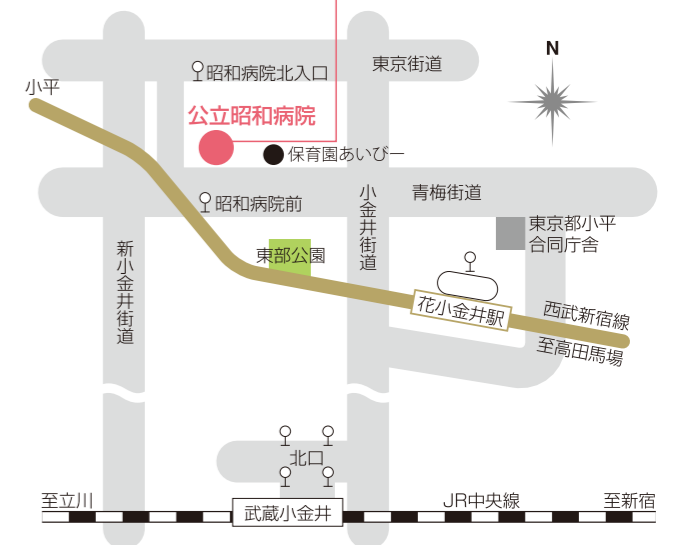 N
東京街道
昭和病院北入口
小平
公立昭和病院
保育園あいびー
青梅街道
小金井街道
昭和病院前
東京都小平
合同庁舎
新小金井街道
東部公園
花小金井駅
西武新宿線
至高田馬場
北口
至立川
武蔵小金井
JR中央線
至新宿